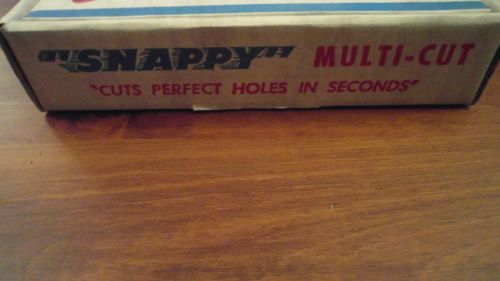 "SNAPPY" MULTI-CUT
"CUTS PERFECT HOLES IN SECONDS"